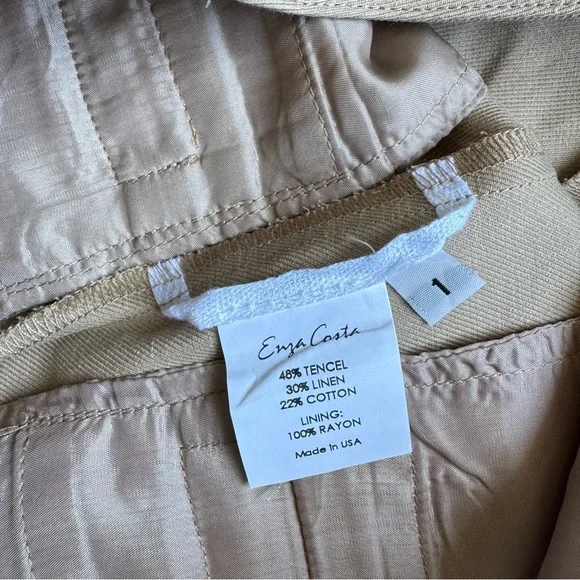 1
Enza Costa
48% TENCEL
30% LINEN
22% COTTON
LINING:
100% RAYON
Made In USA